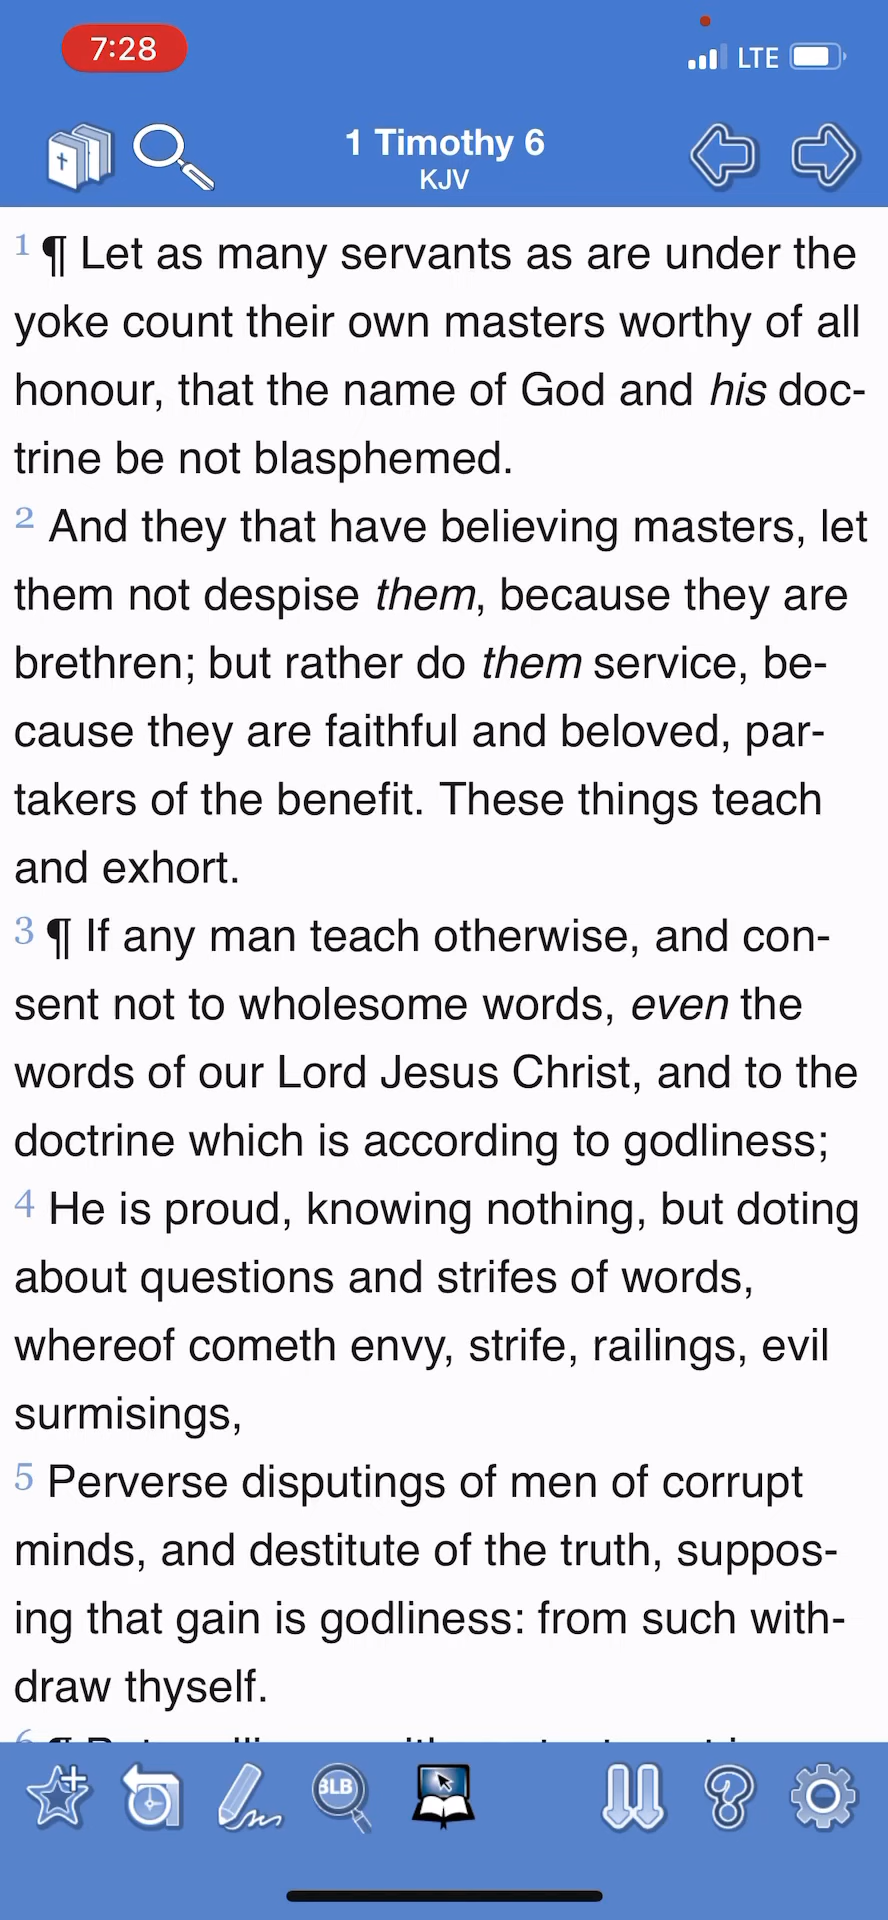 7:28
LTE
1 Timothy 6
KJV
1 ¶ Let as many servants as are under the
yoke count their own masters worthy of all
honour, that the name of God and his doc-
trine be not blasphemed.
2 And they that have believing masters, let
them not despise them, because they are
brethren; but rather do them service, be-
cause they are faithful and beloved, par-
takers of the benefit. These things teach
and exhort.
3 ¶ If any man teach otherwise, and con-
sent not to wholesome words, even the
words of our Lord Jesus Christ, and to the
doctrine which is according to godliness;
4 He is proud, knowing nothing, but doting
about questions and strifes of words,
whereof cometh envy, strife, railings, evil
surmisings,
5 Perverse disputings of men of corrupt
minds, and destitute of the truth, suppos-
ing that gain is godliness: from such with-
draw thyself.
6 ¶
BLB